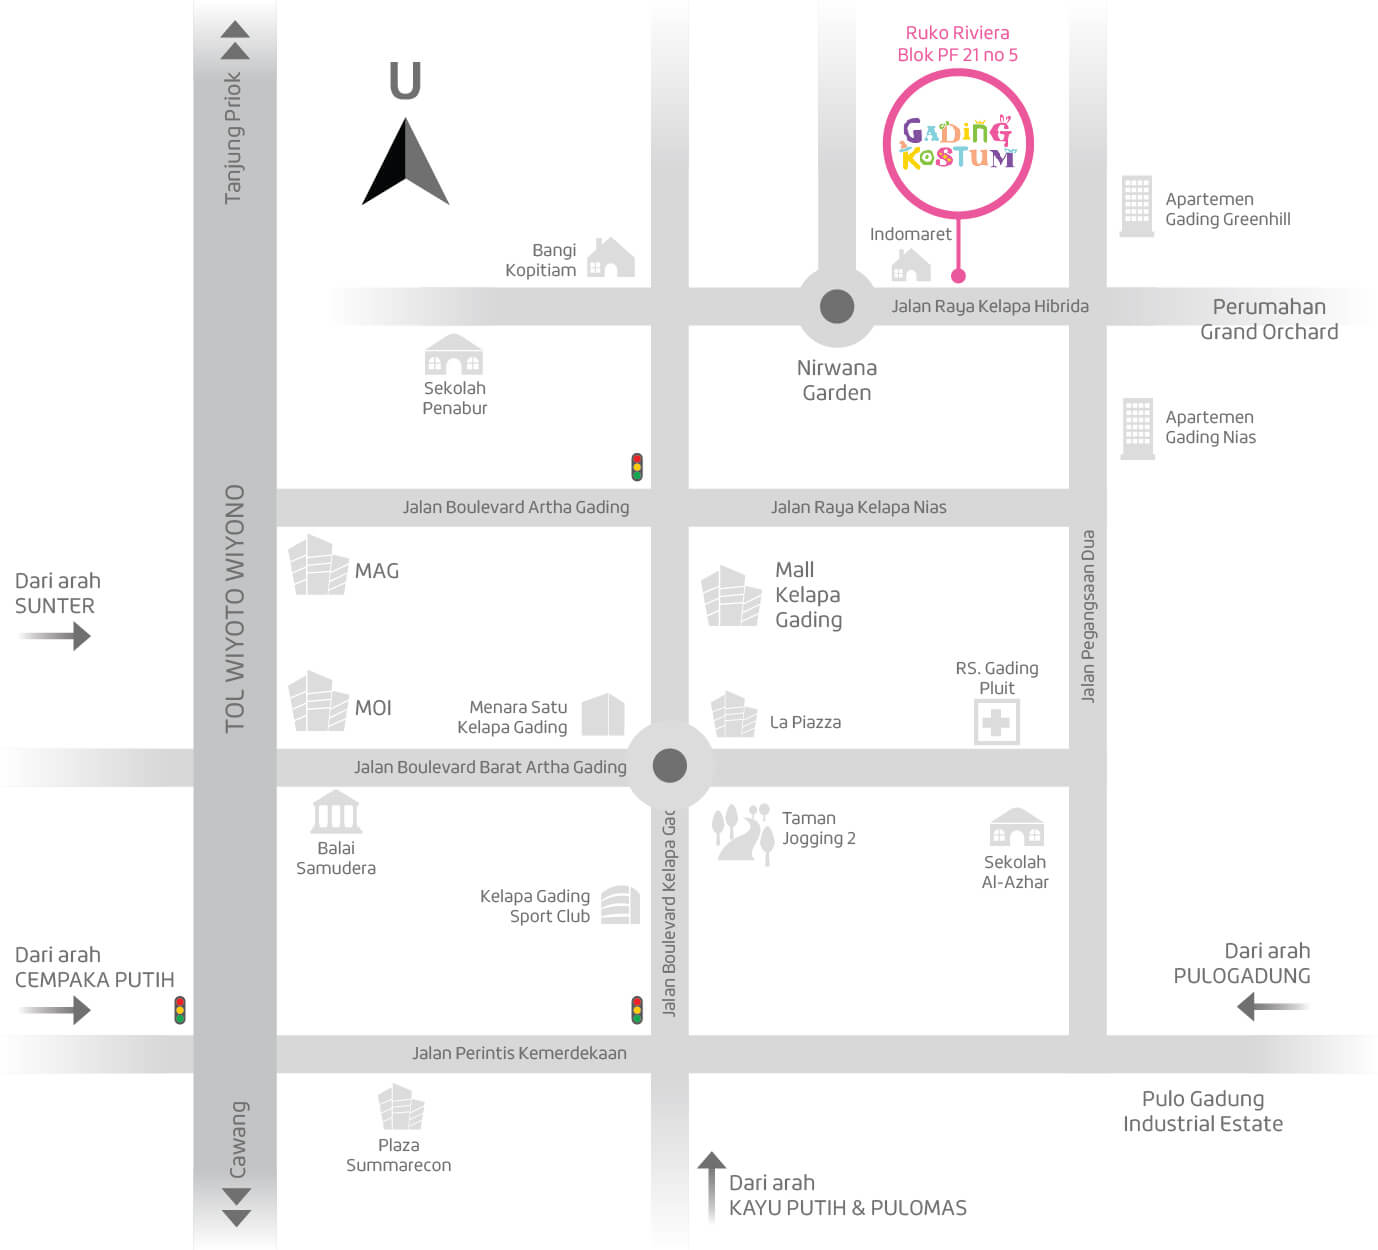 Ruko Riviera
Blok PF 21 no 5
GADING
KOSTUM
U
Tanjung Priok
Apartemen
Gading Greenhill
Indomaret
Bangi
Kopitiam
Jalan Raya Kelapa Hibrida
Perumahan
Grand Orchard
Nirwana
Garden
Sekolah
Penabur
Apartemen
Gading Nias
Jalan Boulevard Artha Gading
Jalan Raya Kelapa Nias
TOL WIYOTO WIYONO
MAG
Mall
Kelapa
Gading
Jalan Pegangsaan Dua
Dari arah
SUNTER
RS. Gading
Pluit
MOI
Menara Satu
Kelapa Gading
La Piazza
Jalan Boulevard Barat Artha Gading
Taman
Jogging 2
Balai
Samudera
Jalan Boulevard Kelapa Gad
Sekolah
Al-Azhar
Kelapa Gading
Sport Club
Dari arah
CEMPAKA PUTIH
Dari arah
PULOGADUNG
Jalan Perintis Kemerdekaan
Cawang
Plaza
Summarecon
Pulo Gadung
Industrial Estate
Dari arah
KAYU PUTIH & PULOMAS